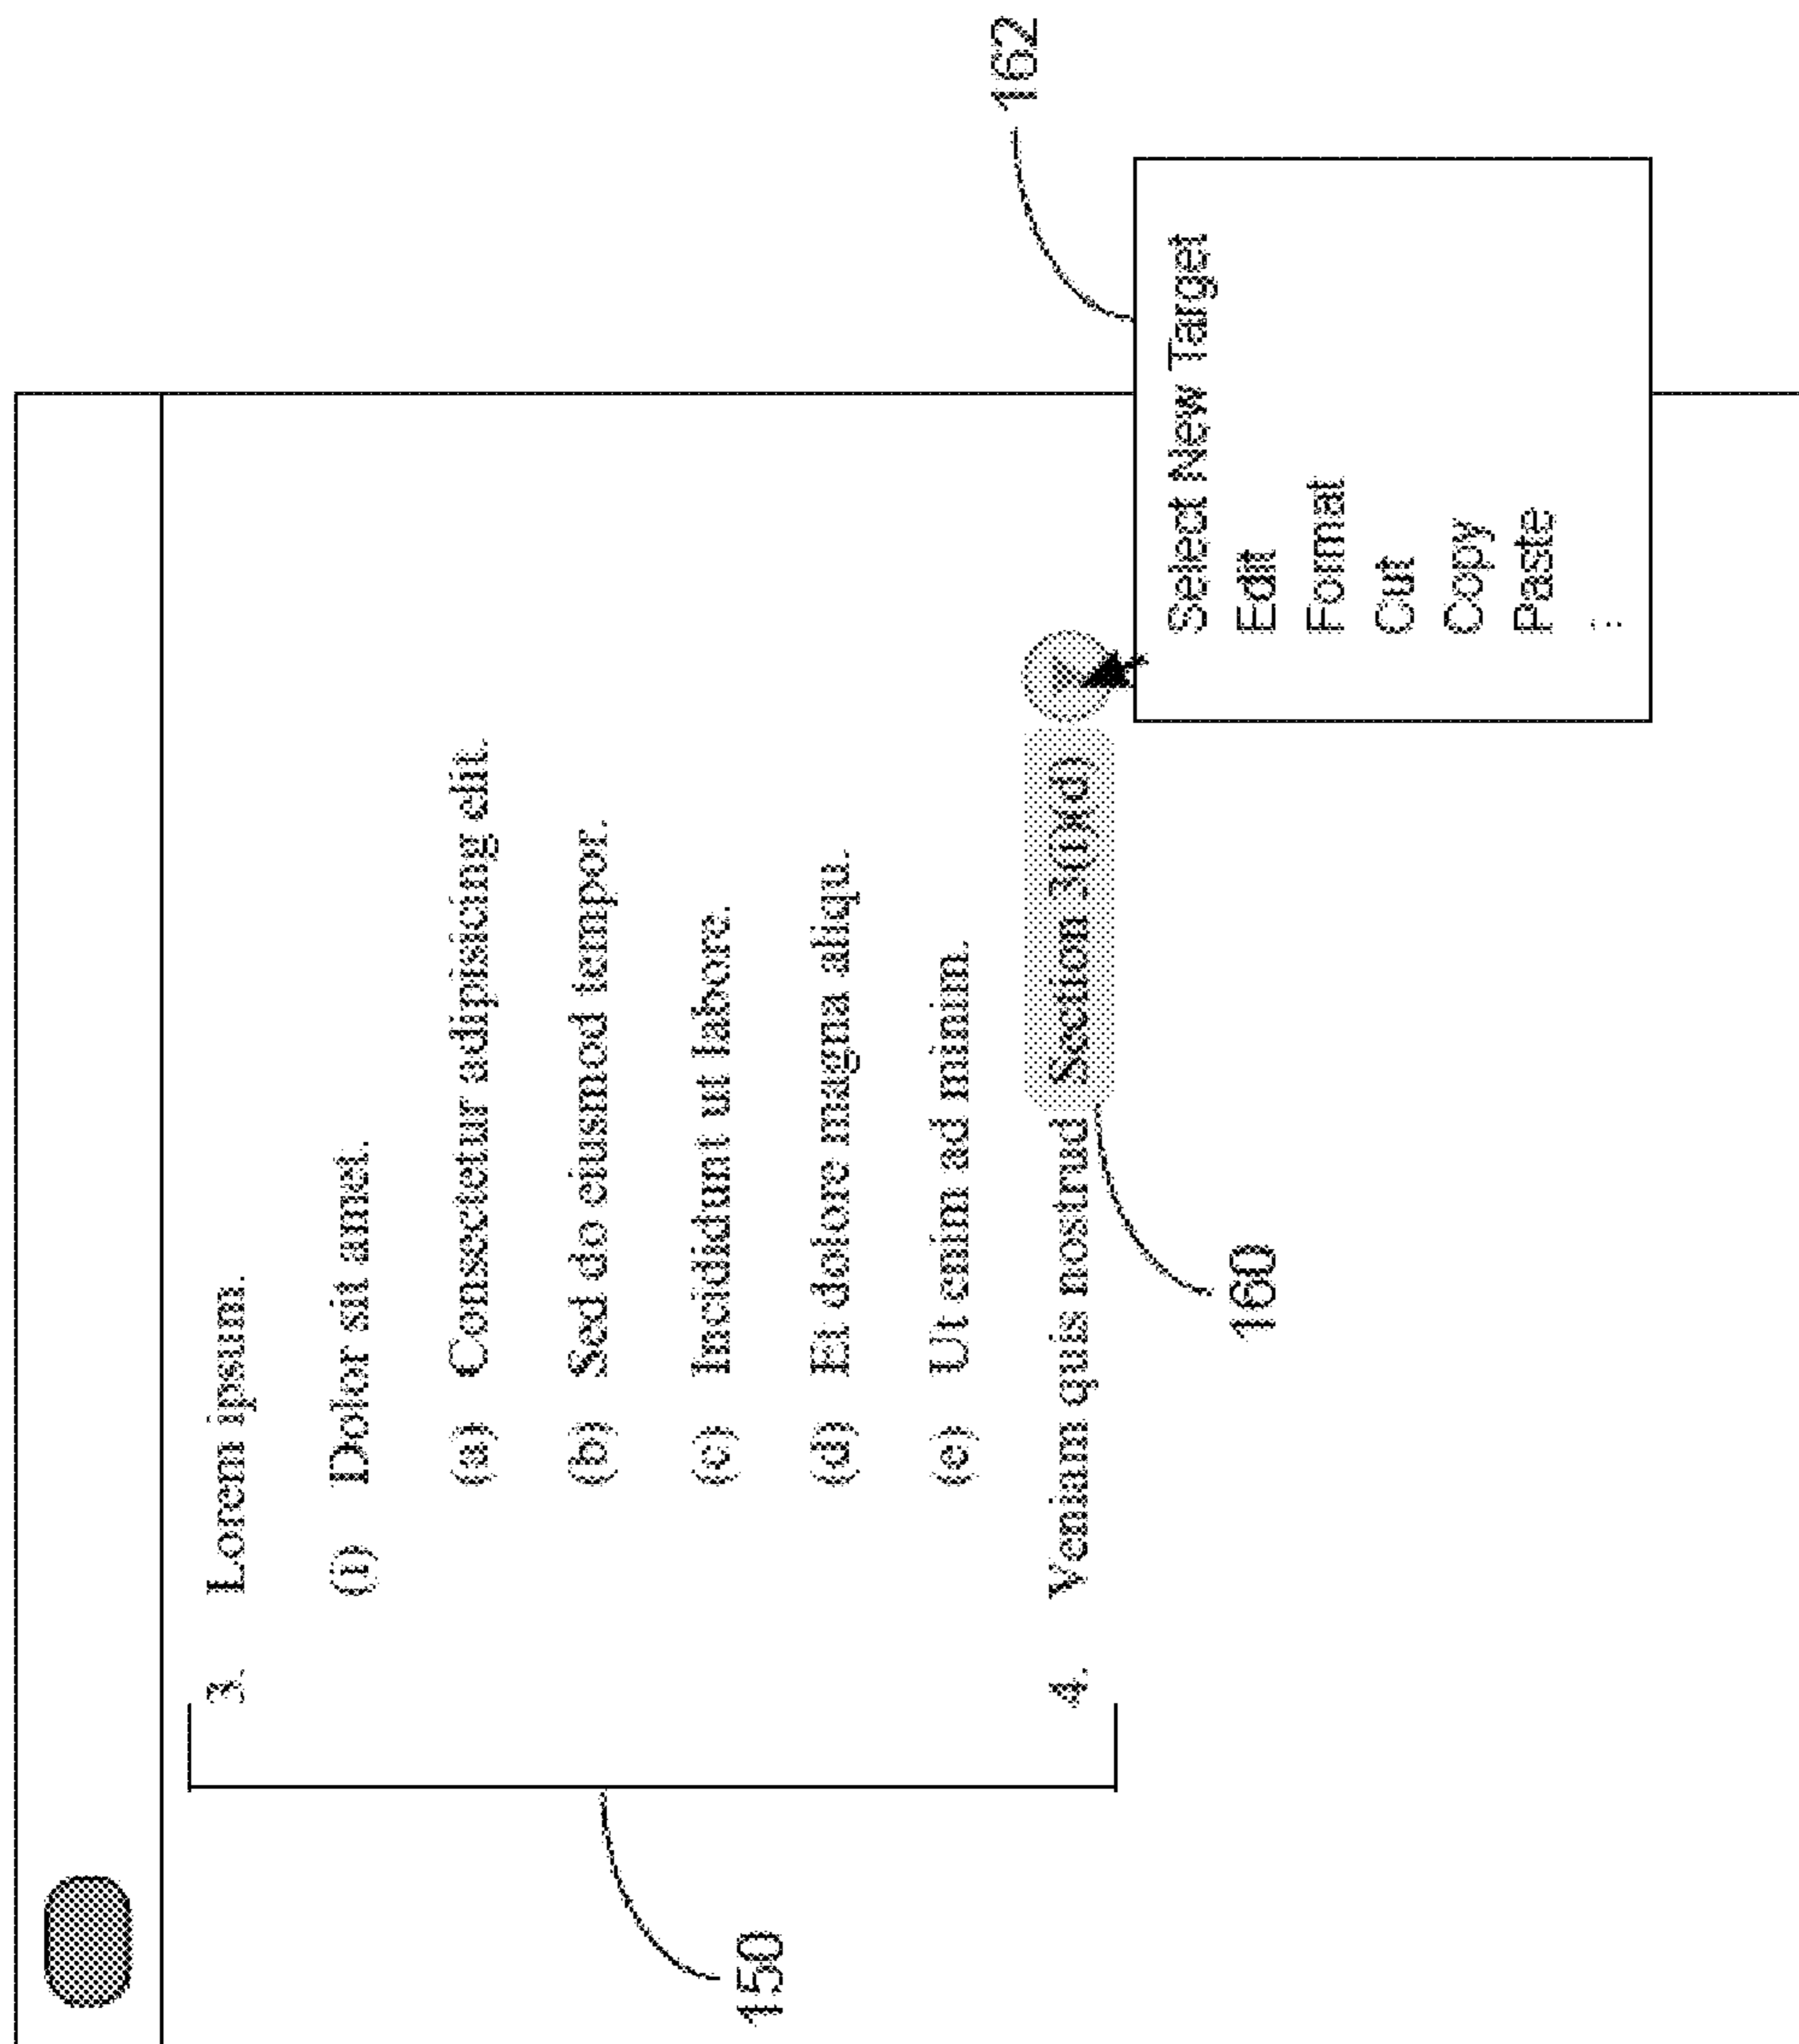 3. Lorem ipsum.
(i) Dolor sit amet.
(a) Consectetur adipisicing elit.
(b) Sed do eiusmod tempor.
(c) Incididunt ut labore.
(d) Et dolore magna aliqu.
(e) Ut enim ad minim.
4. Veniam quis nostrud Section 3(i)(d)
150
160
162
Select New Target
Edit
Format
Cut
Copy
Paste
⋮